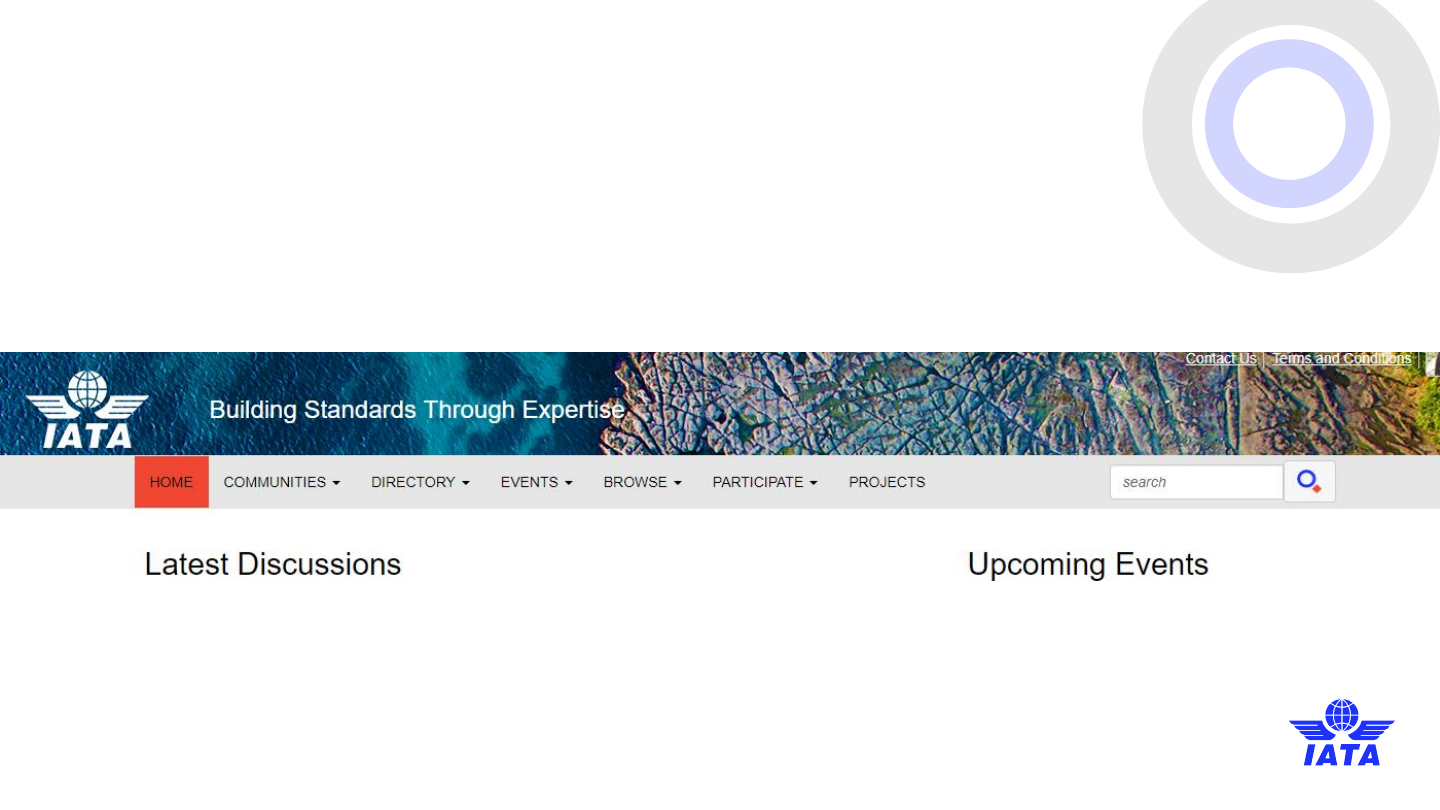 Contact Us | Terms and Conditions |
IATA
Building Standards Through Expertise
HOME COMMUNITIES DIRECTORY EVENTS BROWSE PARTICIPATE PROJECTS search
Latest Discussions Upcoming Events
IATA